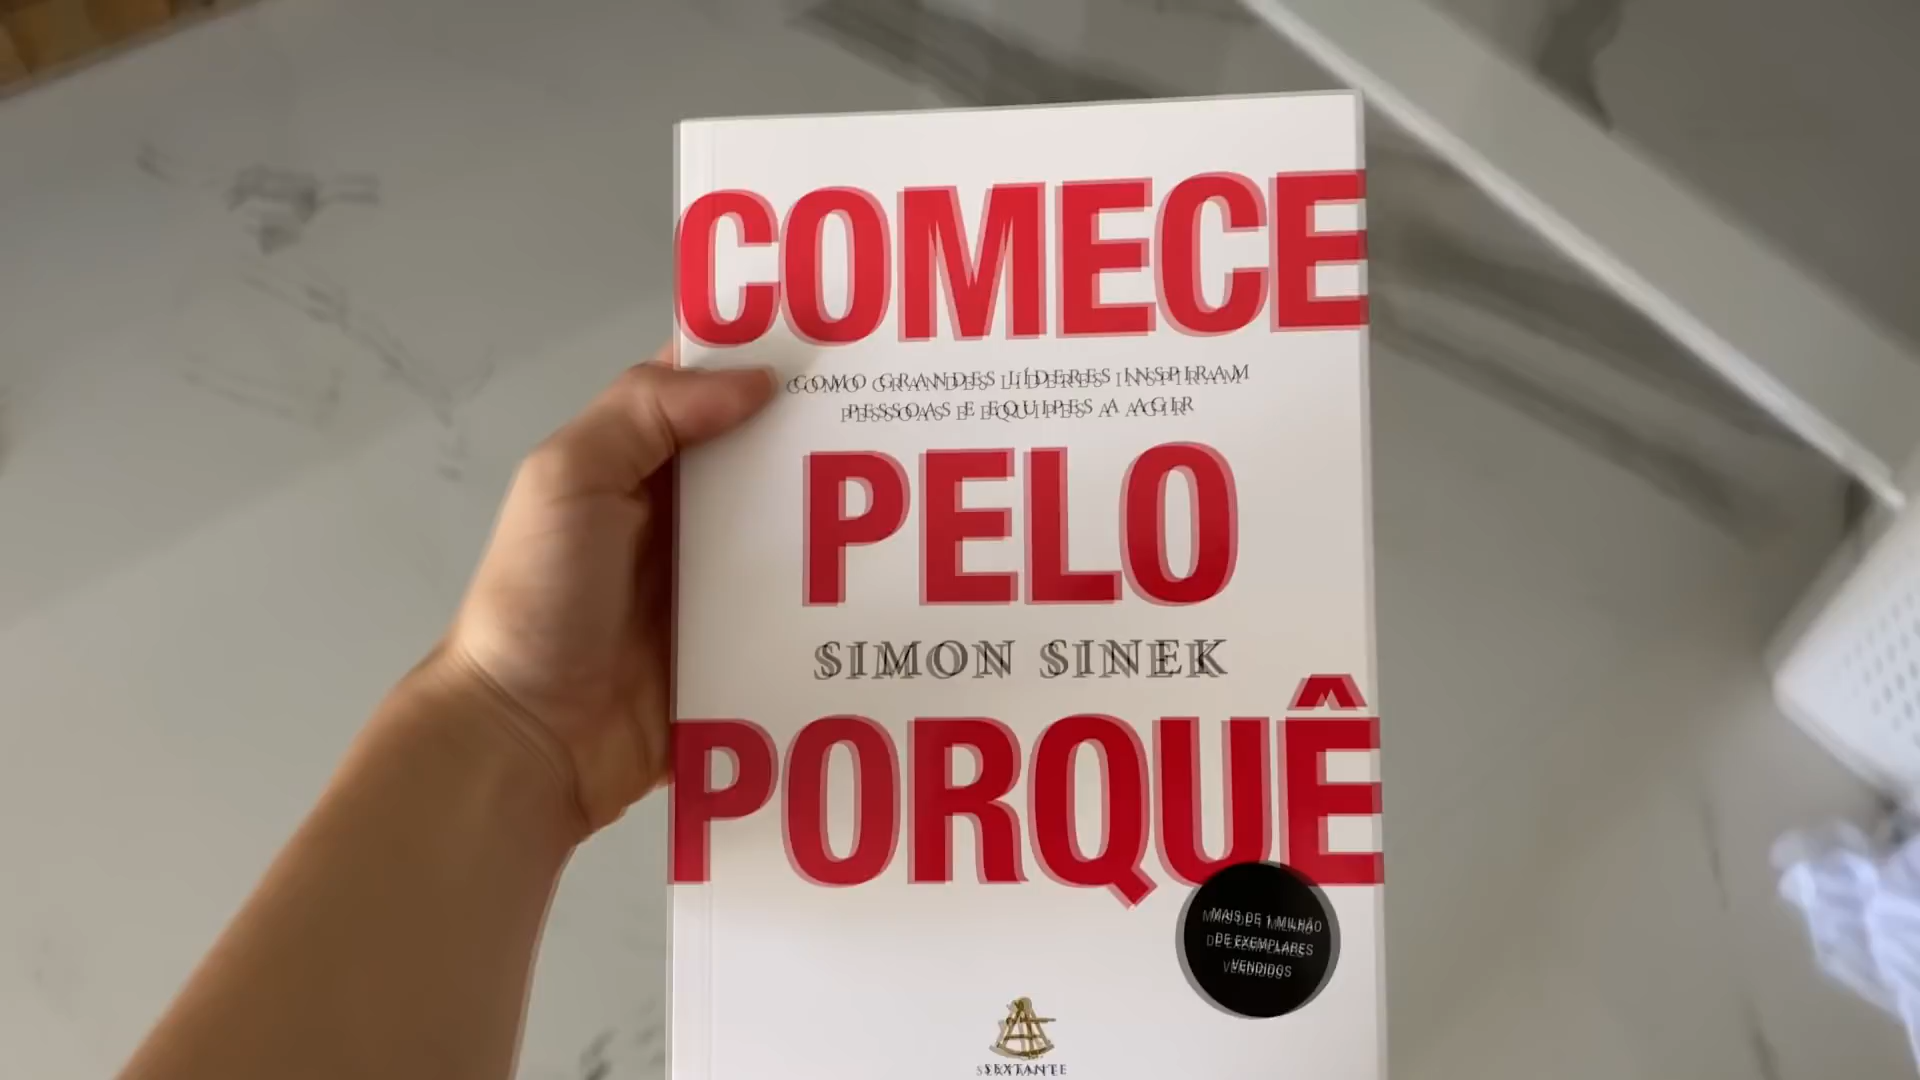 COMECE
COMO GRANDES LÍDERES INSPIRAM
PESSOAS E EQUIPES A AGIR
PELO
SIMON SINEK
PORQUÊ
MAIS DE 1 MILHÃO
DE EXEMPLARES
VENDIDOS
SEXTANTE